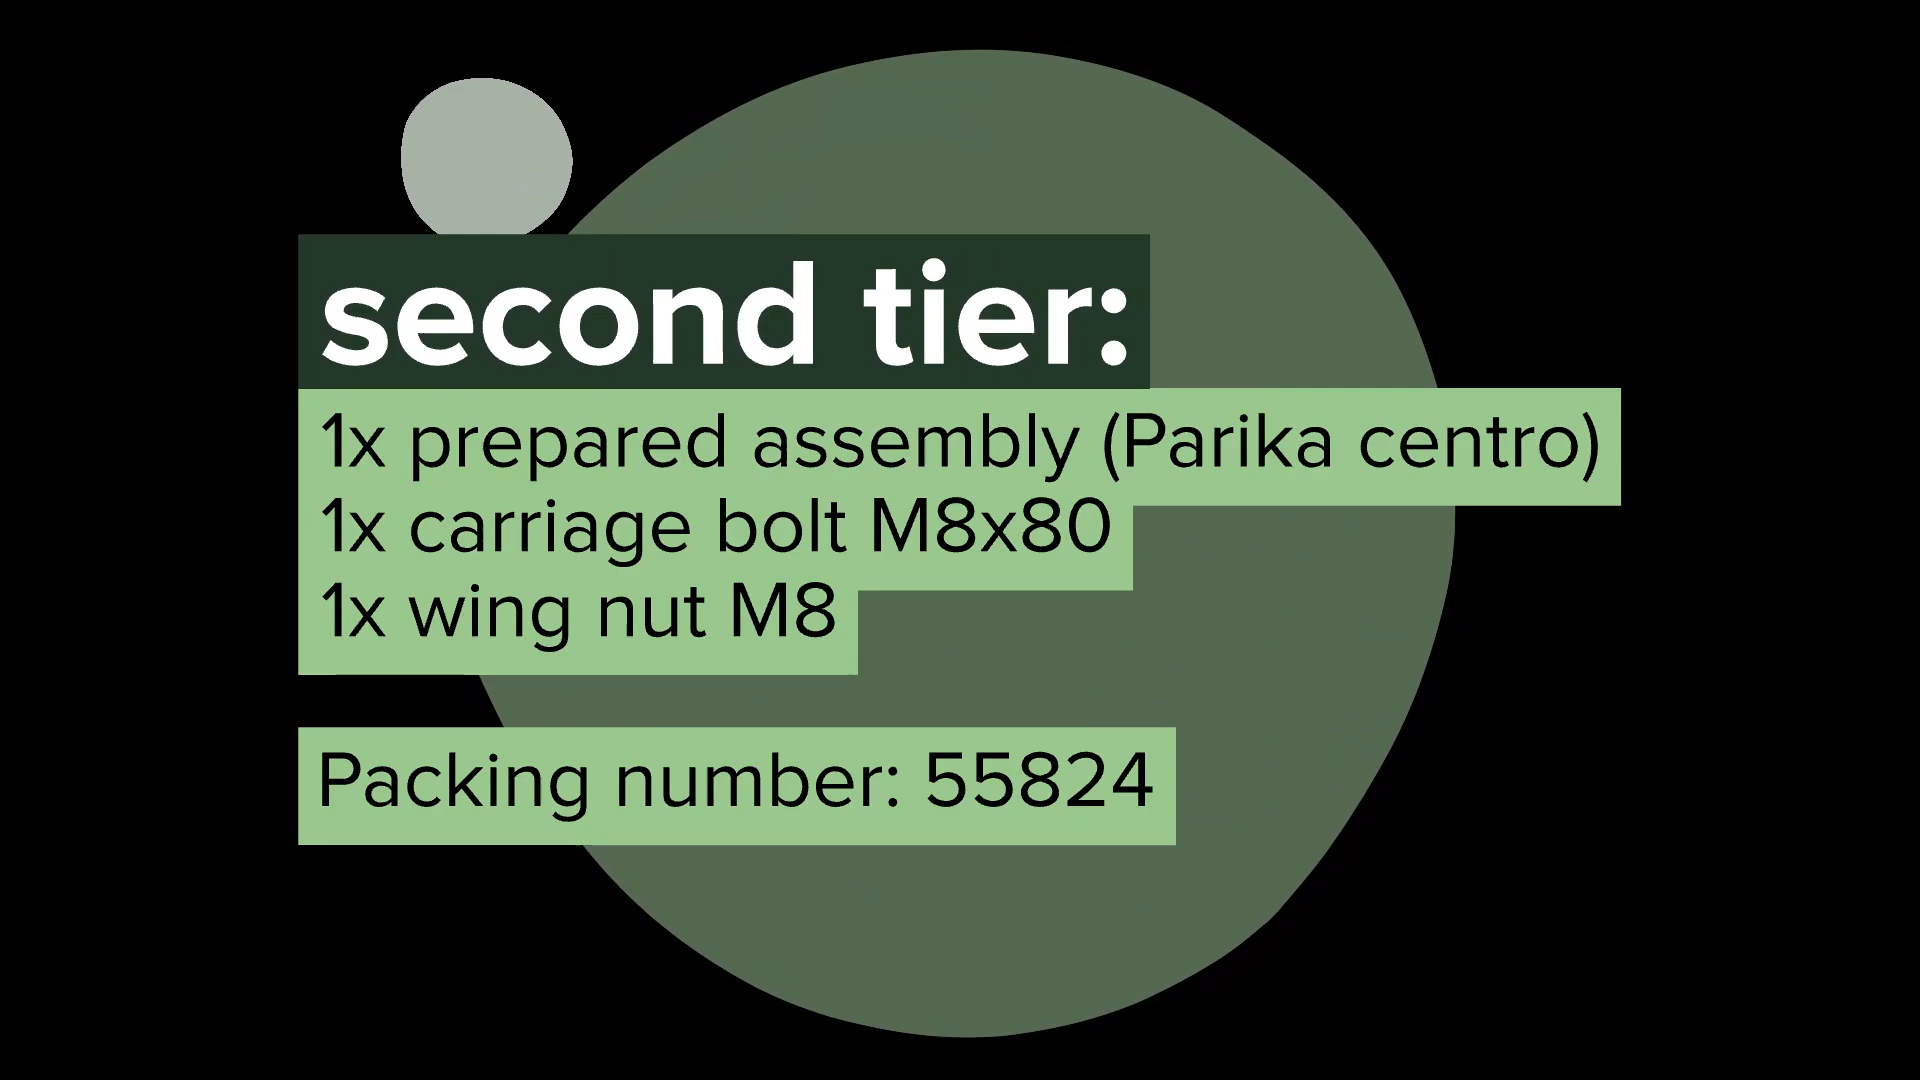 second tier:
1x prepared assembly (Parika centro)
1x carriage bolt M8x80
1x wing nut M8
Packing number: 55824